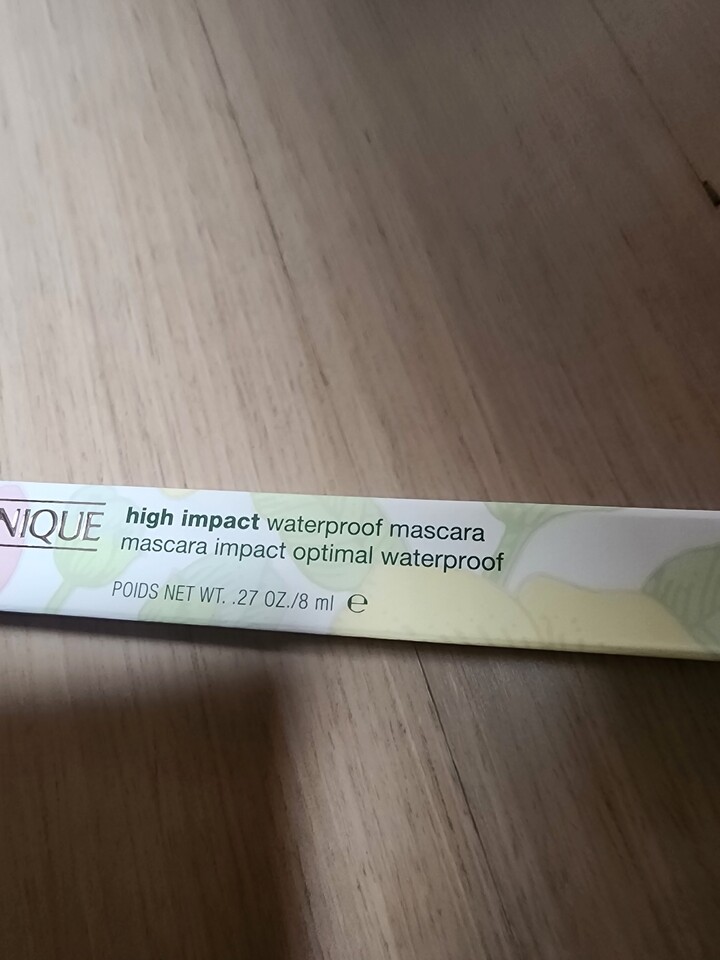 NIQUE
high impact waterproof mascara
mascara impact optimal waterproof
POIDS NET WT. .27 OZ./8 ml ℮